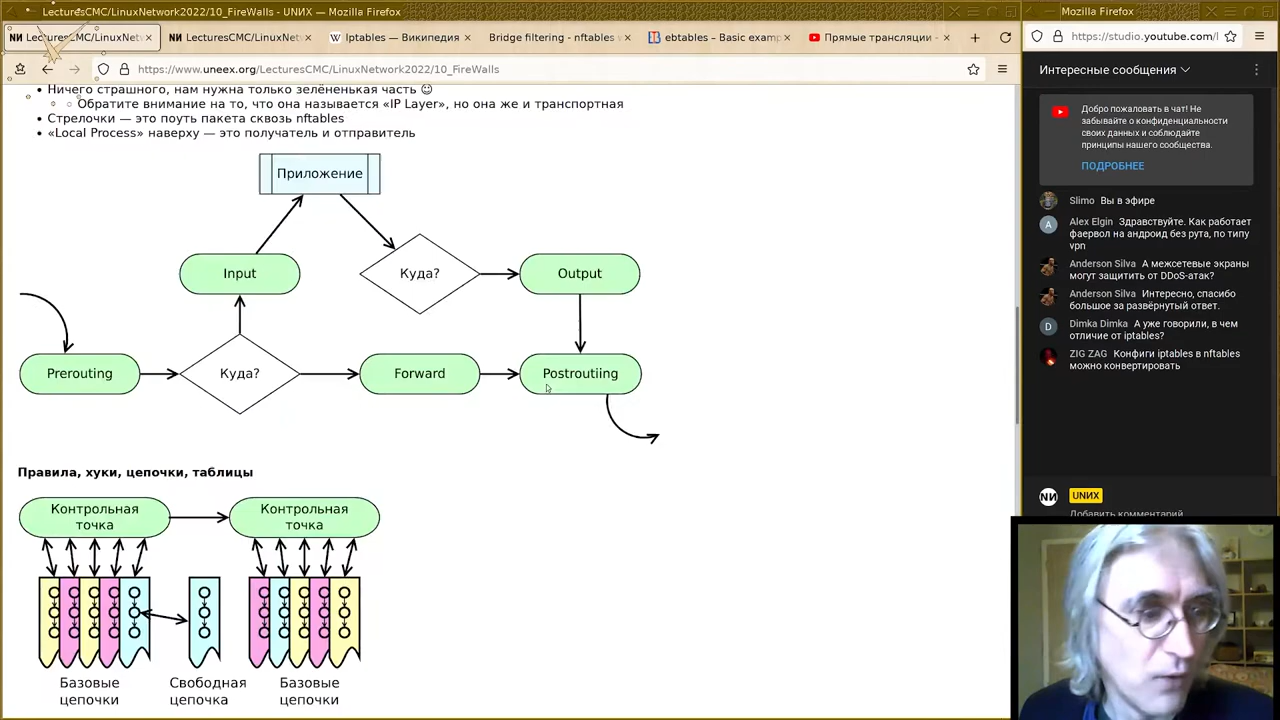 LecturesCMC/LinuxNetwork2022/10_FireWalls - UNИX — Mozilla Firefox
Mozilla Firefox
LecturesCMC/LinuxNet
LecturesCMC/LinuxNet
Iptables — Википедия
Bridge filtering - nftables w
ebtables – Basic examp
Прямые трансляции -
https://www.uneex.org/LecturesCMC/LinuxNetwork2022/10_FireWalls
https://studio.youtube.com/l
Ничего страшного, нам нужна только зелёненькая часть
Обратите внимание на то, что она называется «IP Layer», но она же и транспортная
Стрелочки — это поуть пакета сквозь nftables
«Local Process» наверху — это получатель и отправитель
Приложение
Input
Куда?
Output
Prerouting
Куда?
Forward
Postroutiing
Правила, хуки, цепочки, таблицы
Контрольная
точка
Контрольная
точка
Базовые
цепочки
Свободная
цепочка
Базовые
цепочки
Интересные сообщения
Добро пожаловать в чат! Не
забывайте о конфиденциальности
своих данных и соблюдайте
принципы нашего сообщества.
ПОДРОБНЕЕ
Slimo Вы в эфире
A
Alex Elgin Здравствуйте. Как работает
фаервол на андроид без рута, по типу
vpn
Anderson Silva А межсетевые экраны
могут защитить от DDoS-атак?
Anderson Silva Интересно, спасибо
большое за развёрнутый ответ.
D
Dimka Dimka А уже говорили, в чем
отличие от iptables?
ZIG ZAG Конфиги iptables в nftables
можно конвертировать
UNИX
Добавить комментарий